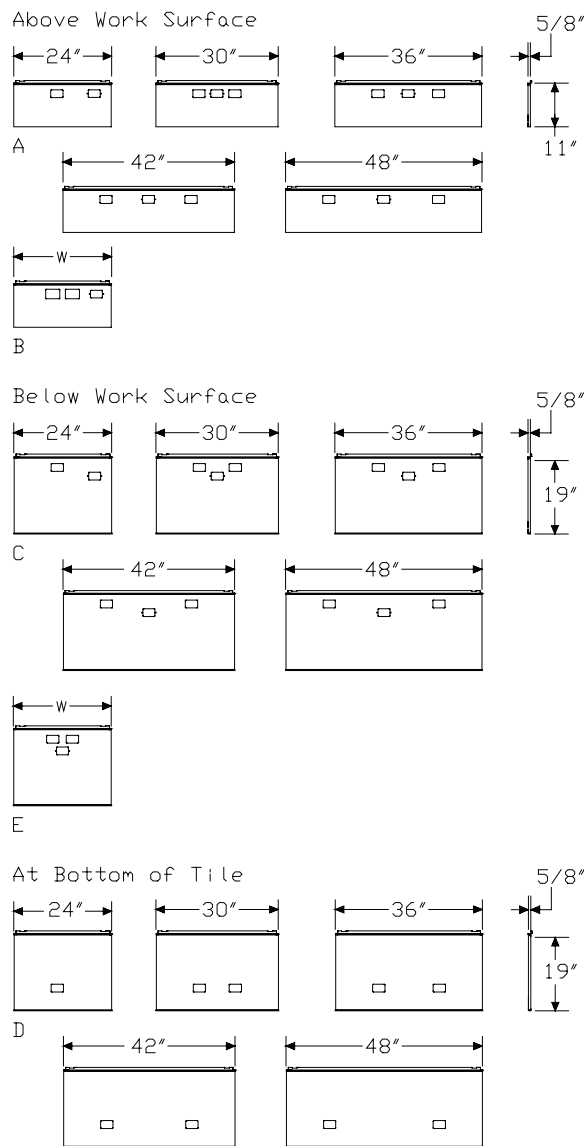 Above Work Surface
5/8″
24″ 30″ 36″
11″
A
42″ 48″
W
B
Below Work Surface
5/8″
24″ 30″ 36″
19″
C
42″ 48″
W
E
At Bottom of Tile
5/8″
24″ 30″ 36″
19″
D
42″ 48″